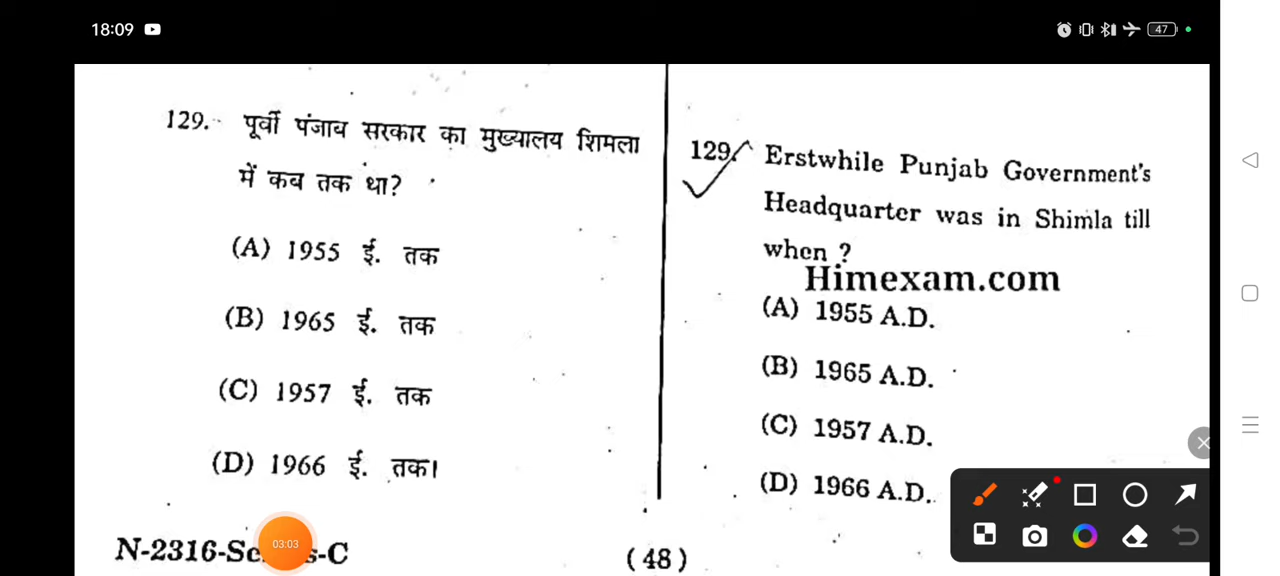 18:09
47
129. पूर्वी पंजाब सरकार का मुख्यालय शिमला
में कब तक था?
(A) 1955 ई. तक
(B) 1965 ई. तक
(C) 1957 ई. तक
(D) 1966 ई. तक।
N-2316-Se s-C
03:03
129. Erstwhile Punjab Government's
Headquarter was in Shimla till
when ?
Himexam.com
(A) 1955 A.D.
(B) 1965 A.D.
(C) 1957 A.D.
(D) 1966 A.D.
(48)